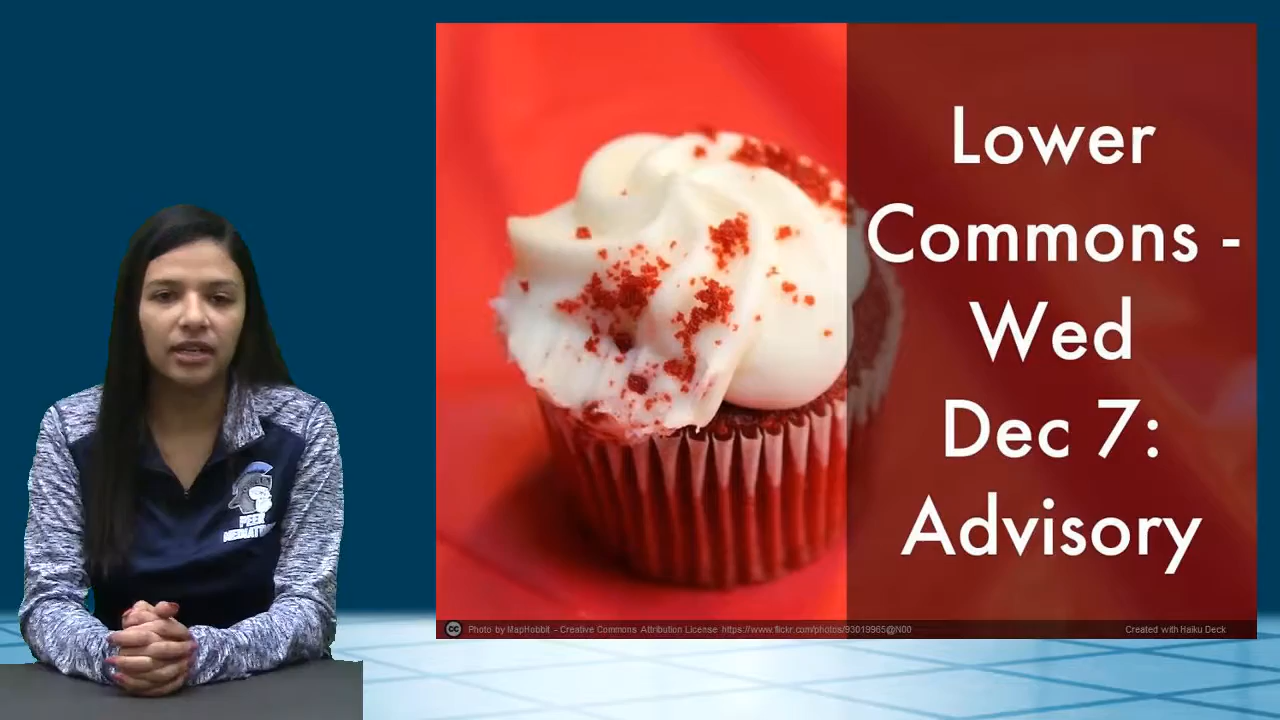 Lower
Commons -
Wed
Dec 7:
Advisory
PEER
MEDIATION
Photo by MapHobbit - Creative Commons Attribution License https://www.flickr.com/photos/93019965@N00
Created with Haiku Deck